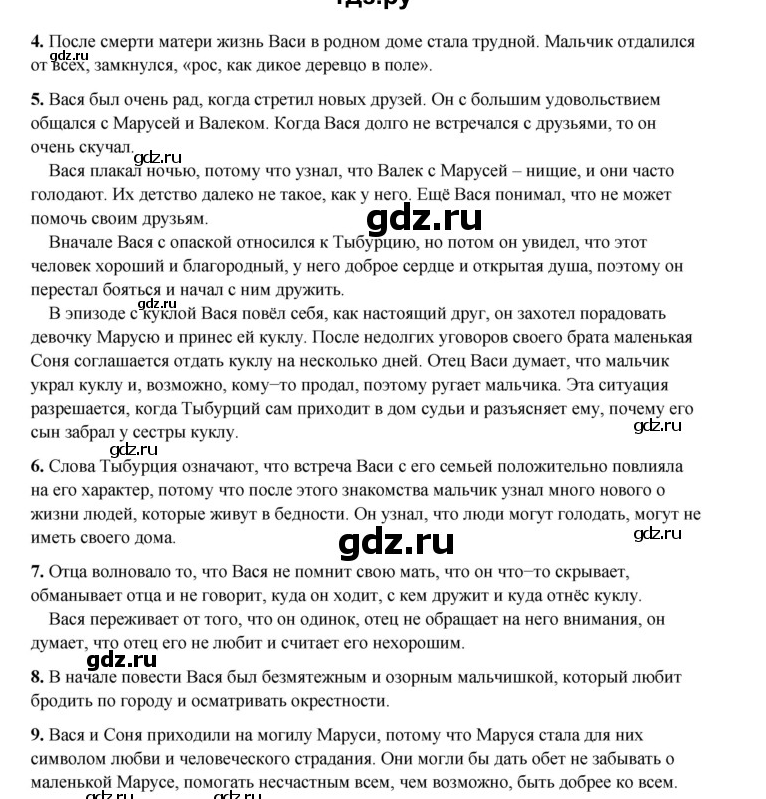 гдз.ру
4. После смерти матери жизнь Васи в родном доме стала трудной. Мальчик отдалился
от всех, замкнулся, «рос, как дикое деревцо в поле».
gdz.ru
5. Вася был очень рад, когда стретил новых друзей. Он с большим удовольствием
общался с Марусей и Валеком. Когда Вася долго не встречался с друзьями, то он
очень скучал.
gdz.ru
Вася плакал ночью, потому что узнал, что Валек с Марусей – нищие, и они часто
голодают. Их детство далеко не такое, как у него. Ещё Вася понимал, что не может
помочь своим друзьям.
gdz.ru
Вначале Вася с опаской относился к Тыбурцию, но потом он увидел, что этот
человек хороший и благородный, у него доброе сердце и открытая душа, поэтому он
перестал бояться и начал с ним дружить.
gdz.ru
В эпизоде с куклой Вася повёл себя, как настоящий друг, он захотел порадовать
девочку Марусю и принес ей куклу. После недолгих уговоров своего брата маленькая
Соня соглашается отдать куклу на несколько дней. Отец Васи думает, что мальчик
украл куклу и, возможно, кому−то продал, поэтому ругает мальчика. Эта ситуация
разрешается, когда Тыбурций сам приходит в дом судьи и разъясняет ему, почему его
сын забрал у сестры куклу.
gdz.ru
gdz.ru
6. Слова Тыбурция означают, что встреча Васи с его семьей положительно повлияла
на его характер, потому что после этого знакомства мальчик узнал много нового о
жизни людей, которые живут в бедности. Он узнал, что люди могут голодать, могут не
иметь своего дома.
gdz.ru
gdz.ru
7. Отца волновало то, что Вася не помнит свою мать, что он что−то скрывает,
обманывает отца и не говорит, куда он ходит, с кем дружит и куда отнёс куклу.
Вася переживает от того, что он одинок, отец не обращает на него внимания, он
думает, что отец его не любит и считает его нехорошим.
gdz.ru
8. В начале повести Вася был безмятежным и озорным мальчишкой, который любит
бродить по городу и осматривать окрестности.
9. Вася и Соня приходили на могилу Маруси, потому что Маруся стала для них
символом любви и человеческого страдания. Они могли бы дать обет не забывать о
маленькой Марусе, помогать несчастным всем, чем возможно, быть добрее ко всем.
gdz.ru
gdz.ru